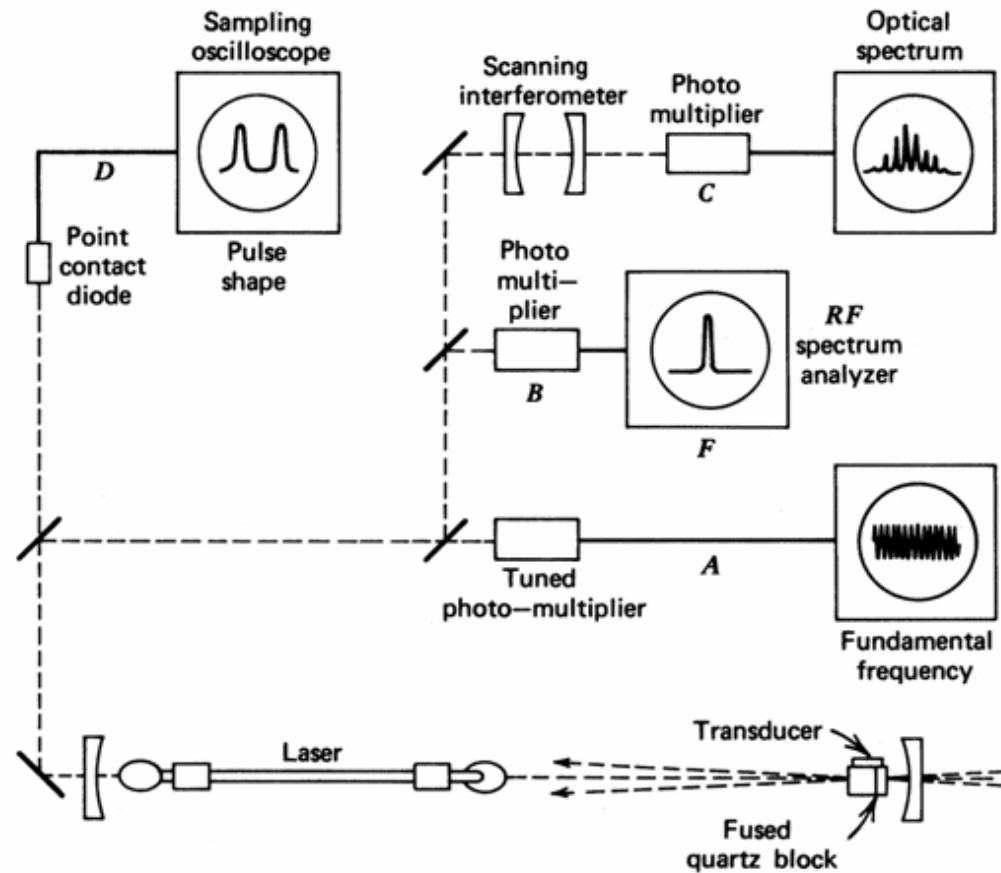 Sampling
oscilloscope
D
Point
contact
diode
Pulse
shape
Scanning
interferometer
Photo
multiplier
C
Optical
spectrum
Photo
multi—
plier
B
RF
spectrum
analyzer
F
Tuned
photo—multiplier
A
Fundamental
frequency
Laser
Transducer
Fused
quartz block